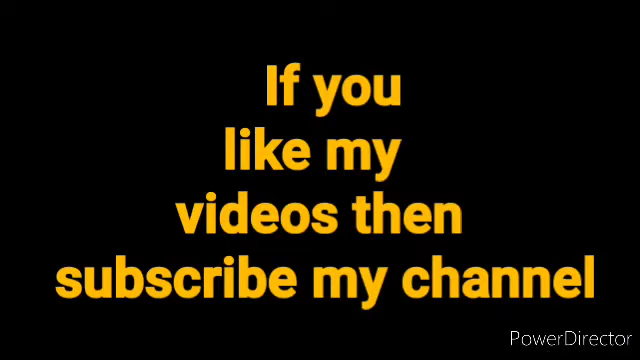 If you
like my
videos then
subscribe my channel
PowerDirector